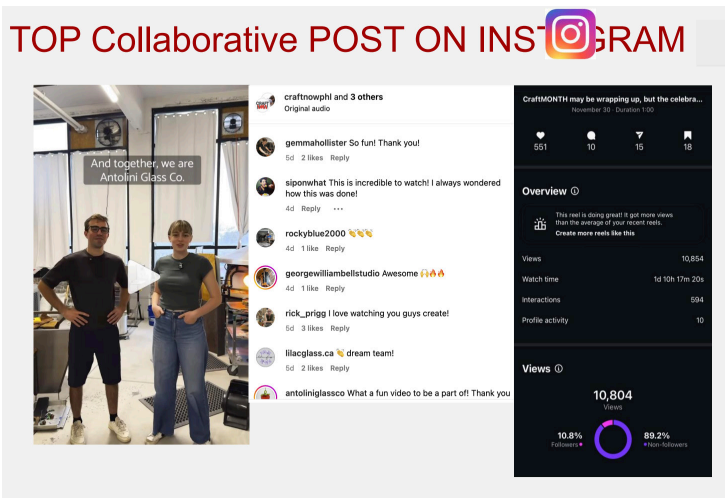 TOP Collaborative POST ON INST GRAM
And together, we are
Antolini Glass Co.
CRAFT
NOW
craftnowphl and 3 others
Original audio
gemmahollister So fun! Thank you!
5d 2 likes Reply
siponwhat This is incredible to watch! I always wondered
how this was done!
4d Reply ...
rockyblue2000 👏👏👏
4d 1 like Reply
georgewilliambellstudio Awesome 🙌🔥🔥
4d 1 like Reply
rick_prigg I love watching you guys create!
5d 3 likes Reply
lilacglass.ca 👏 dream team!
5d 2 likes Reply
antoliniglassco What a fun video to be a part of! Thank you
CraftMONTH may be wrapping up, but the celebra...
November 30 · Duration 1:00
551 10 15 18
Overview
This reel is doing great! It got more views
than the average of your recent reels.
Create more reels like this
Views 10,854
Watch time 1d 10h 17m 20s
Interactions 594
Profile activity 10
Views
10,804
Views
10.8% 89.2%
Followers Non-followers